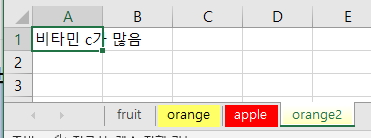 A B C D E
1 비타민 c가 많음
2
3
fruit orange apple orange2